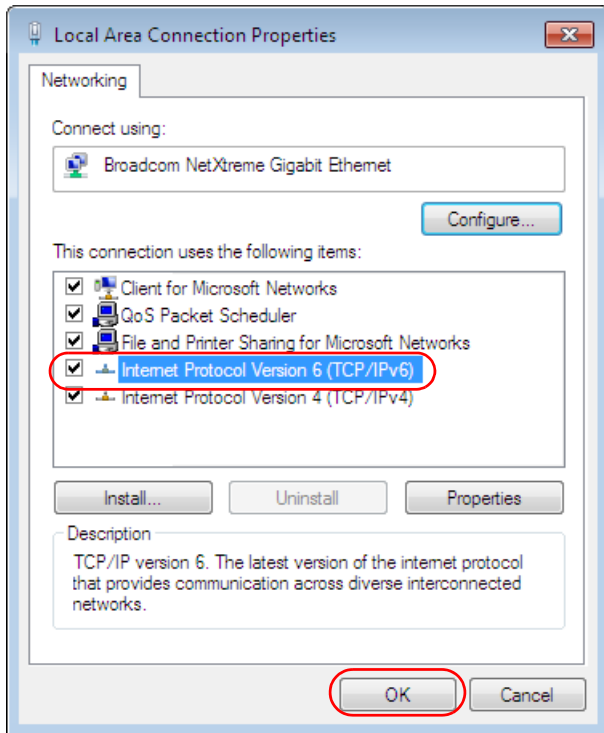 Local Area Connection Properties
Networking
Connect using:
Broadcom NetXtreme Gigabit Ethernet
Configure...
This connection uses the following items:
Client for Microsoft Networks
QoS Packet Scheduler
File and Printer Sharing for Microsoft Networks
Internet Protocol Version 6 (TCP/IPv6)
Internet Protocol Version 4 (TCP/IPv4)
Install...
Uninstall
Properties
Description
TCP/IP version 6. The latest version of the internet protocol
that provides communication across diverse interconnected
networks.
OK
Cancel